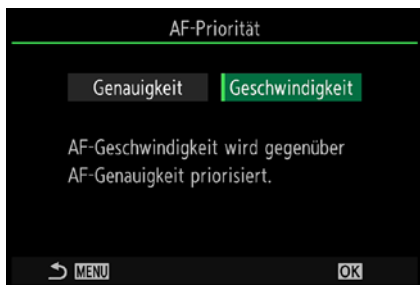 AF-Priorität
Genauigkeit Geschwindigkeit
AF-Geschwindigkeit wird gegenüber
AF-Genauigkeit priorisiert.
MENU OK